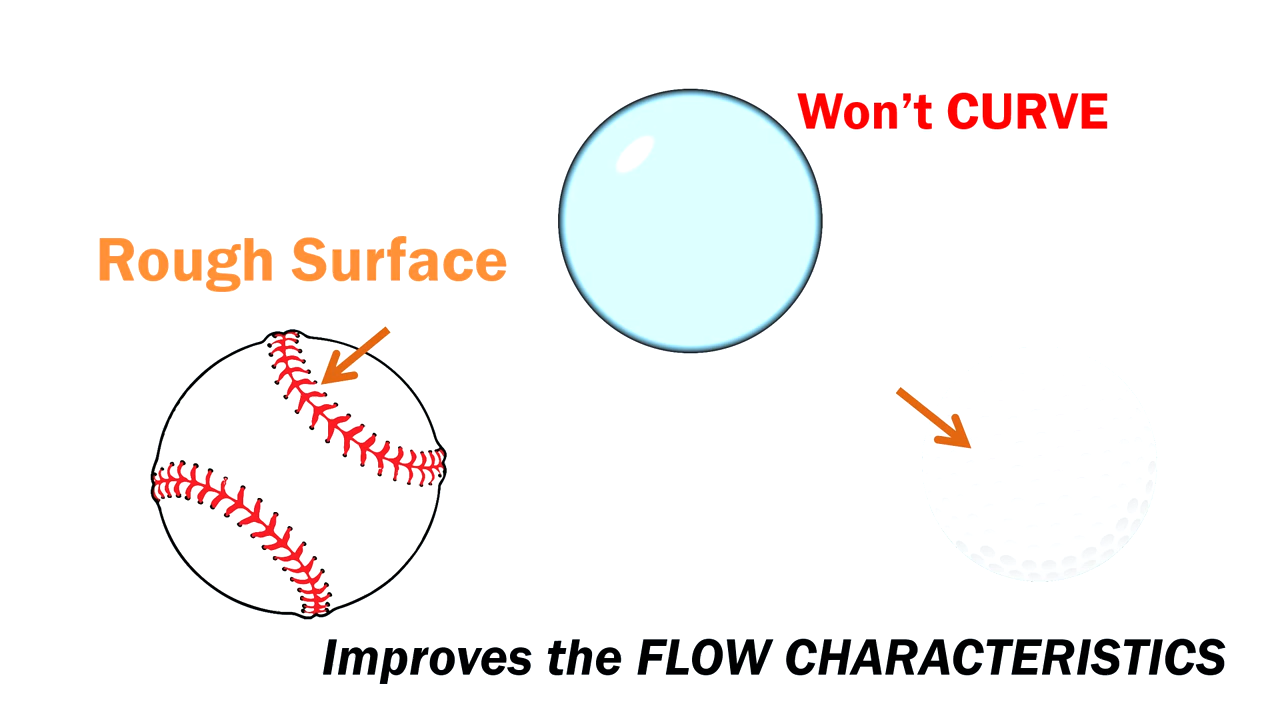 Won’t CURVE
Rough Surface
Improves the FLOW CHARACTERISTICS